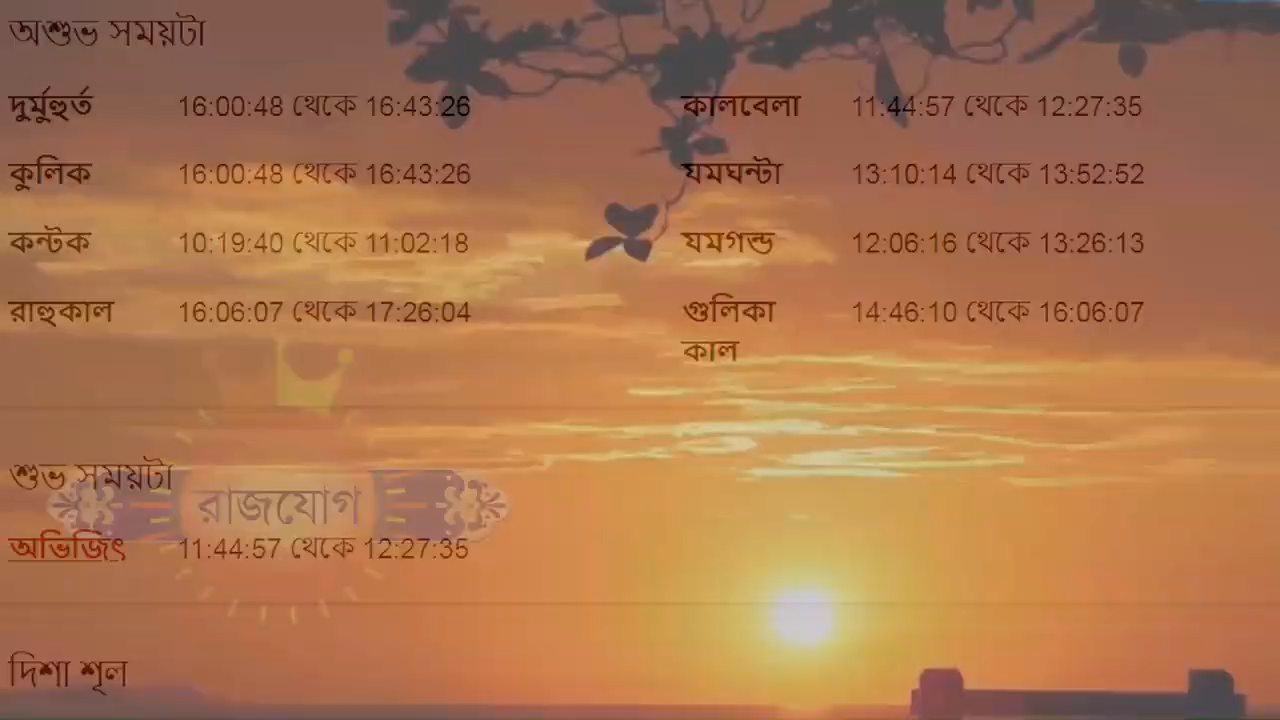 অশুভ সময়টা
দুর্মুহুর্ত 16:00:48 থেকে 16:43:26 কালবেলা 11:44:57 থেকে 12:27:35
কুলিক 16:00:48 থেকে 16:43:26 যমঘন্টা 13:10:14 থেকে 13:52:52
কন্টক 10:19:40 থেকে 11:02:18 যমগন্ড 12:06:16 থেকে 13:26:13
রাহুকাল 16:06:07 থেকে 17:26:04 গুলিকা 14:46:10 থেকে 16:06:07
কাল
শুভ সময়টা
রাজযোগ
অভিজিৎ 11:44:57 থেকে 12:27:35
দিশা শূল